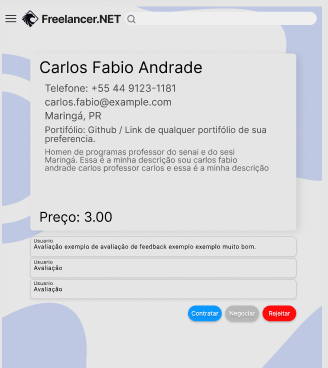 Freelancer.NET
Carlos Fabio Andrade
Telefone: +55 44 9123-1181
carlos.fabio@example.com
Maringá, PR
Portifólio: Github / Link de qualquer portifólio de sua
preferencia.
Homen de programas professor do senai e do sesi
Maringá. Essa é a minha descrição sou carlos fabio
andrade carlos professor carlos e essa é a minha descrição
Preço: 3.00
Usuario
Avaliação exemplo de avaliação de feedback exemplo exemplo muito bom.
Usuario
Avaliação
Usuario
Avaliação
Contratar
Negociar
Rejeitar